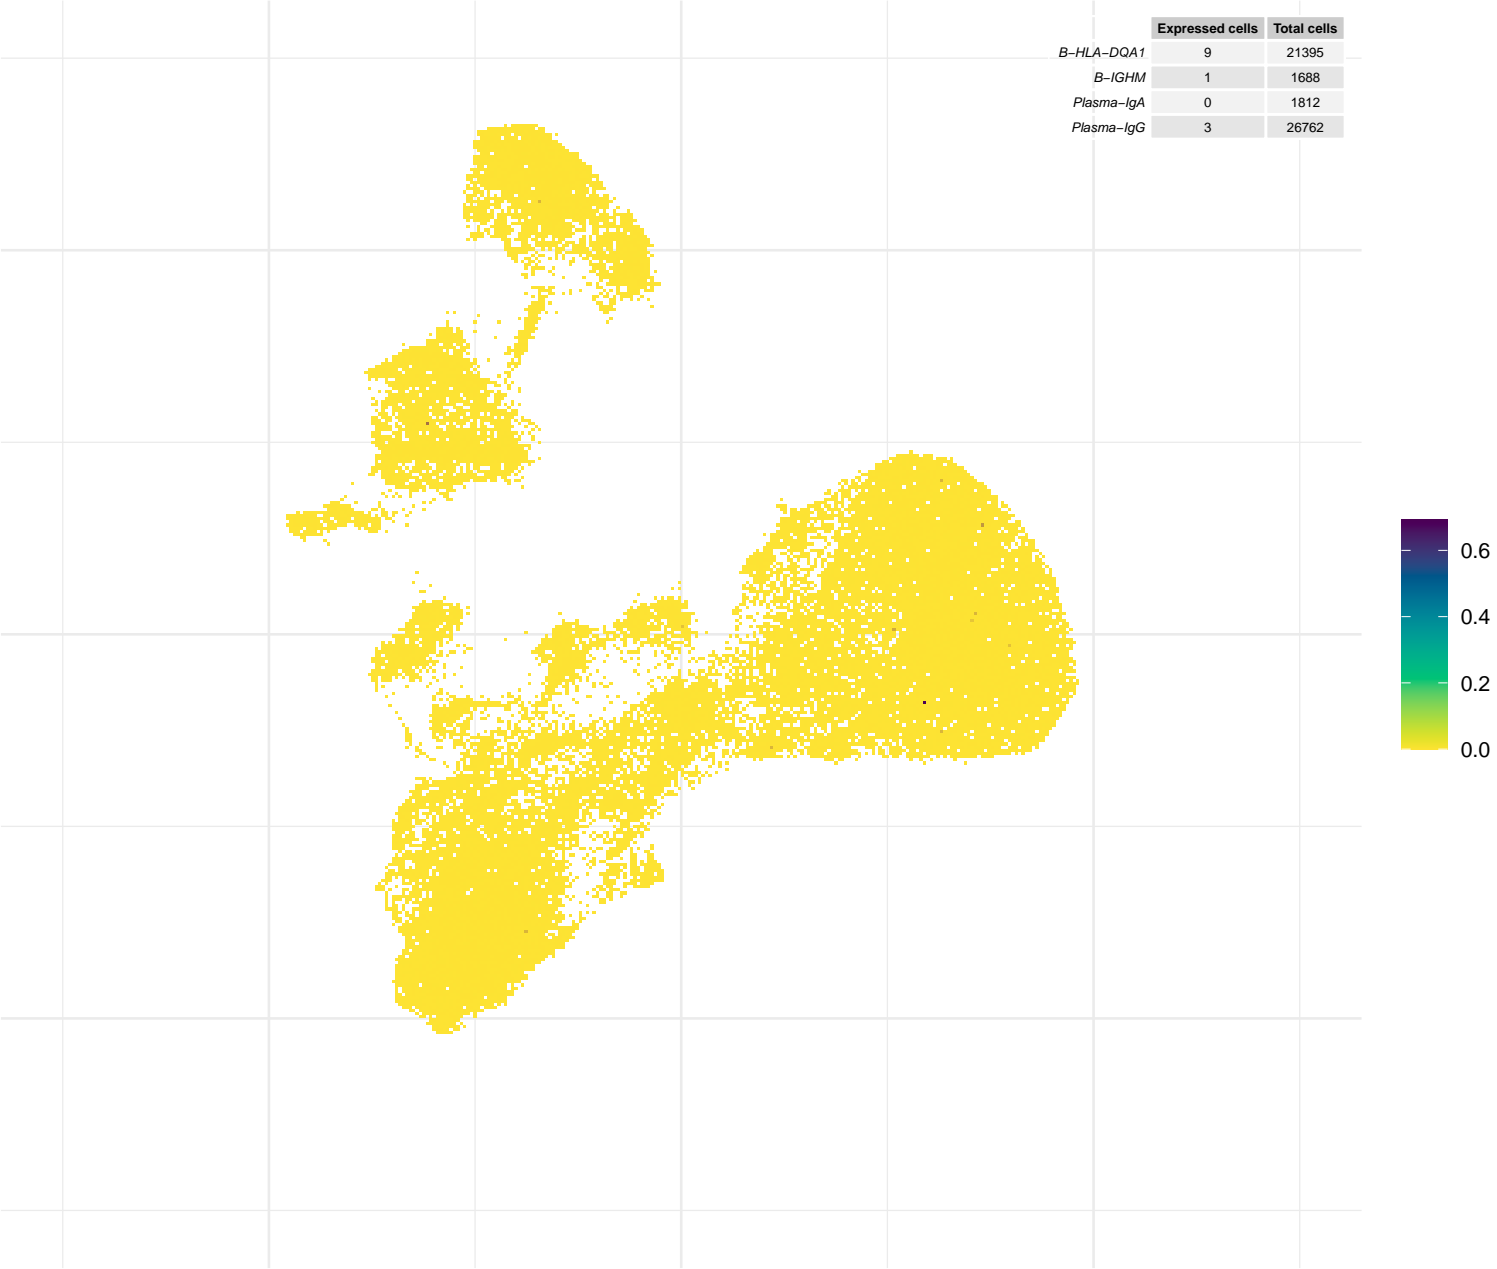 Expressed cells Total cells
B−HLA−DQA1 9 21395
B−IGHM 1 1688
Plasma−IgA 0 1812
Plasma−IgG 3 26762
0.6
0.4
0.2
0.0